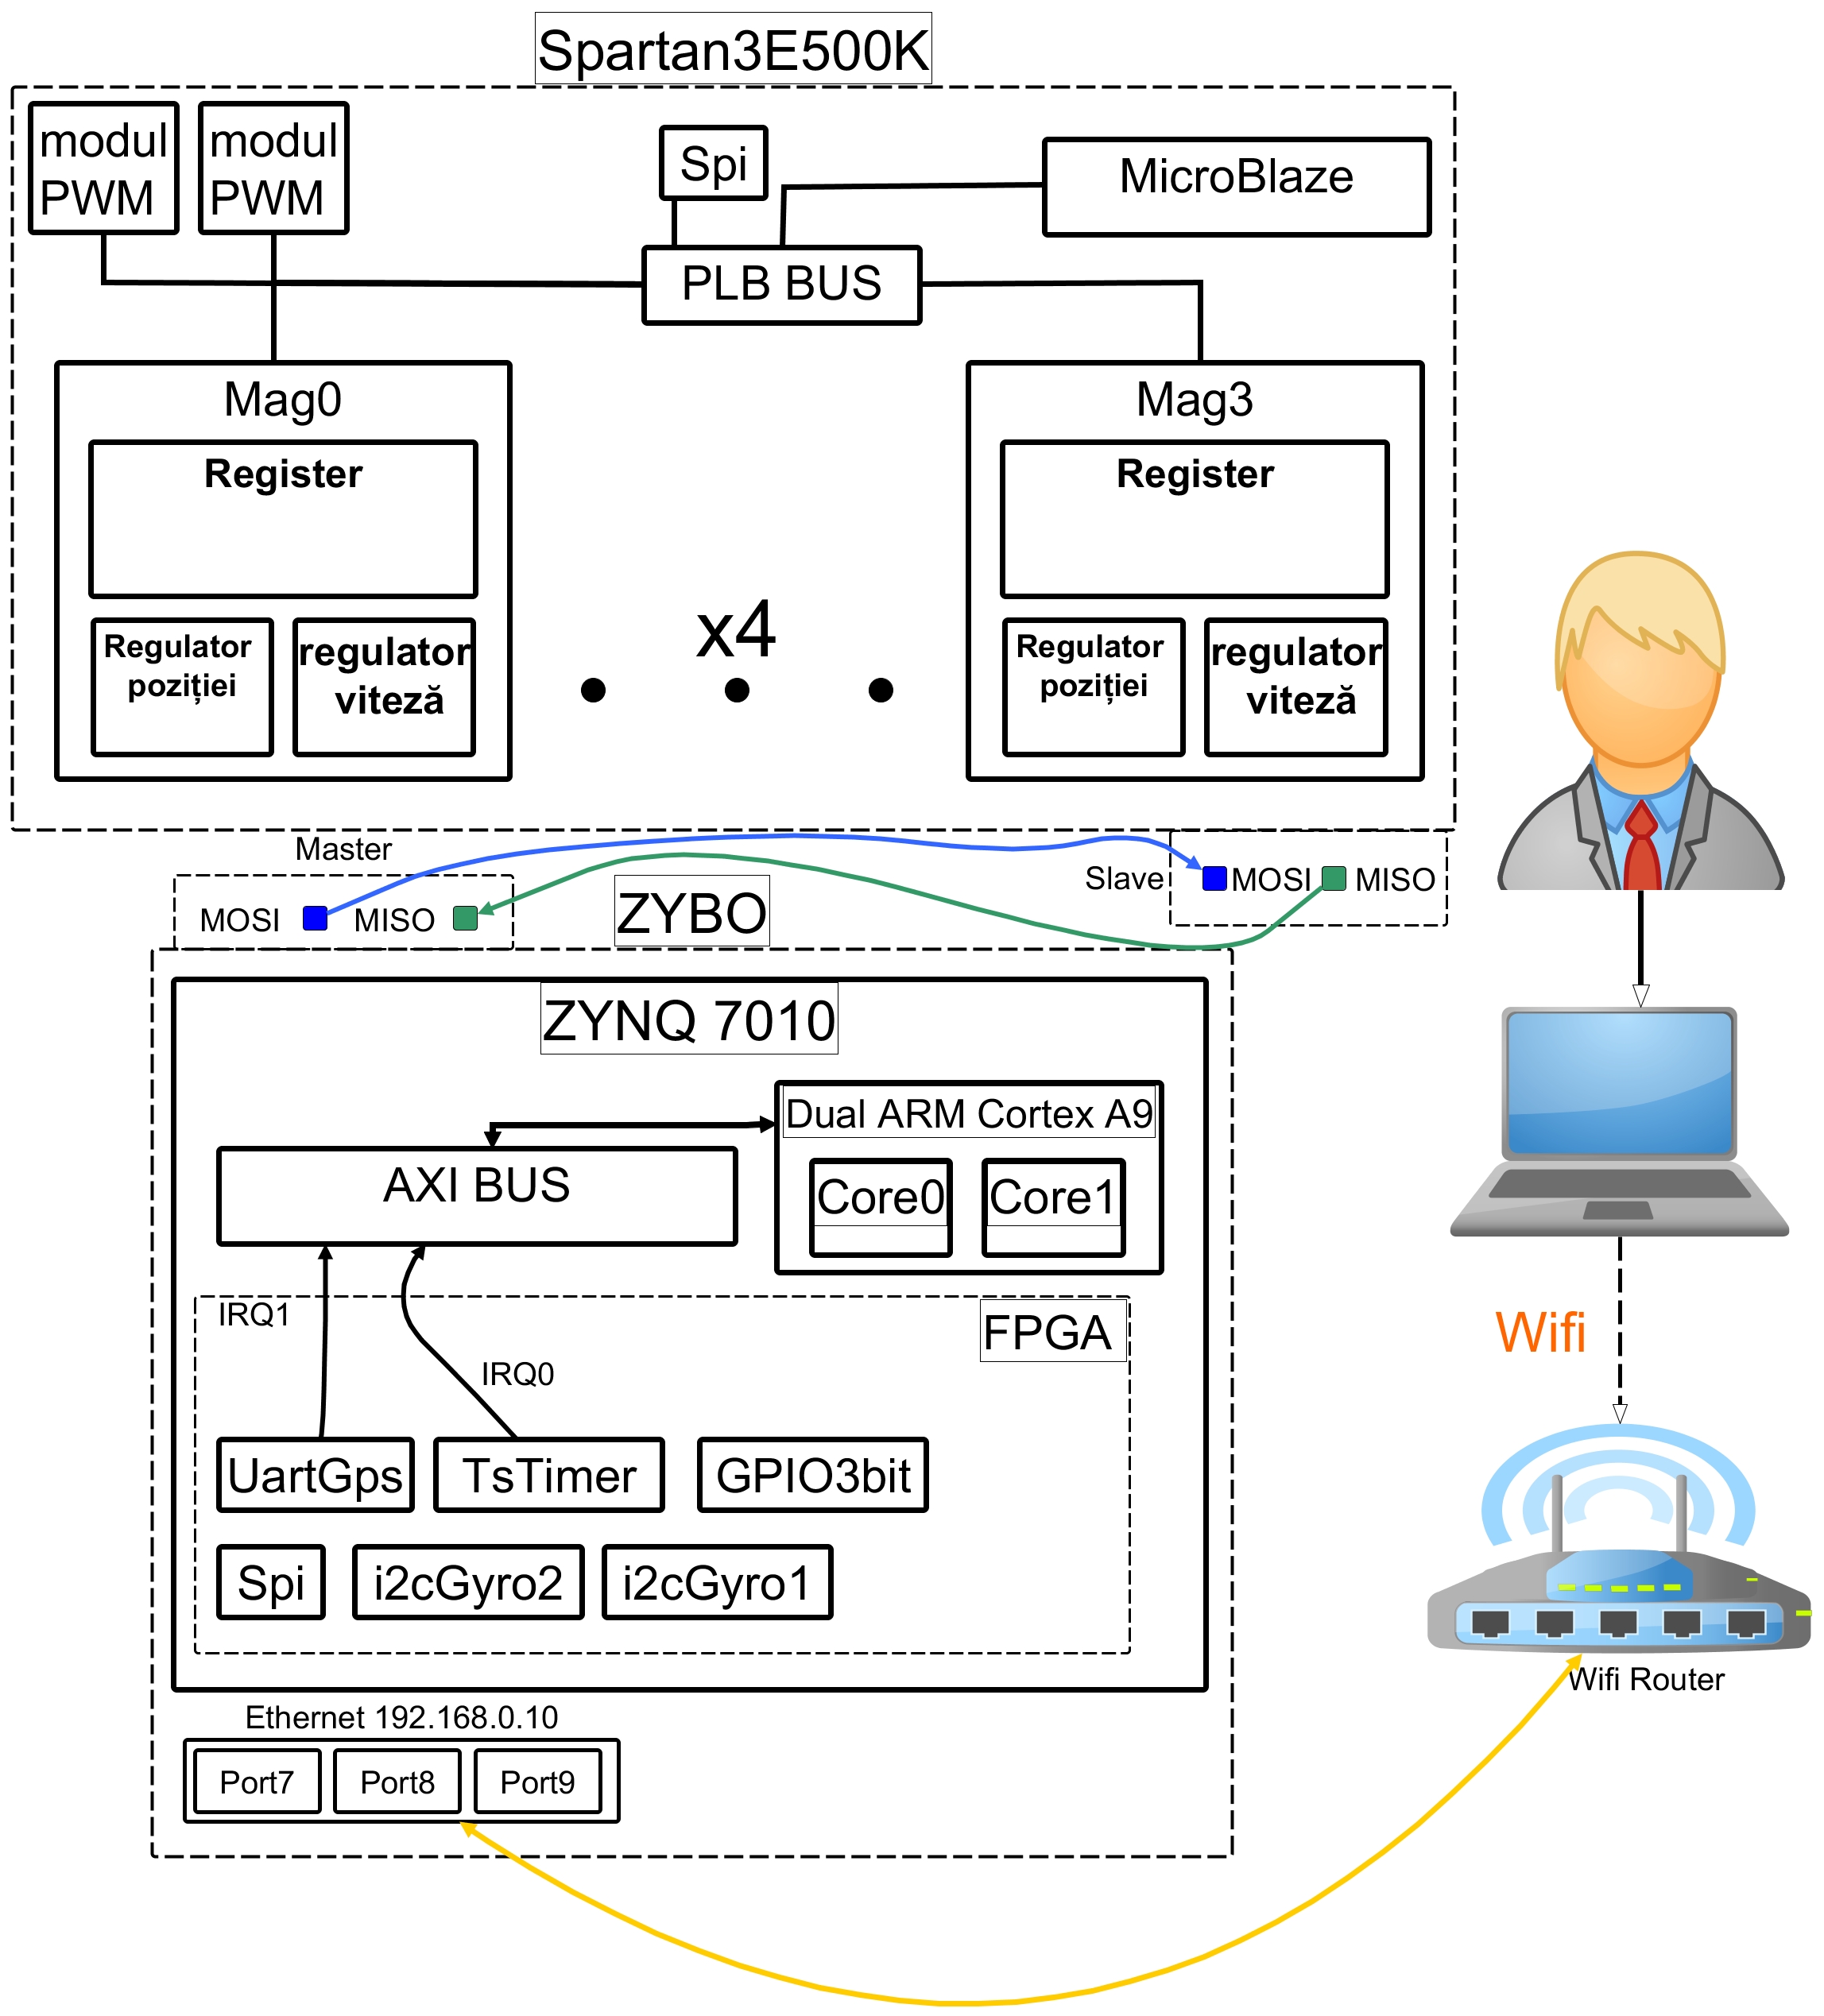 Spartan3E500K
modul
PWM
modul
PWM
Spi
MicroBlaze
PLB BUS
Mag0
Register
Regulator
poziției
regulator
viteză
x4
Mag3
Register
Regulator
poziției
regulator
viteză
Master
MOSI
MISO
Slave
MOSI
MISO
ZYBO
ZYNQ 7010
Dual ARM Cortex A9
Core0
Core1
AXI BUS
IRQ1
IRQ0
FPGA
UartGps
TsTimer
GPIO3bit
Spi
i2cGyro2
i2cGyro1
Ethernet 192.168.0.10
Port7
Port8
Port9
Wifi
Wifi Router